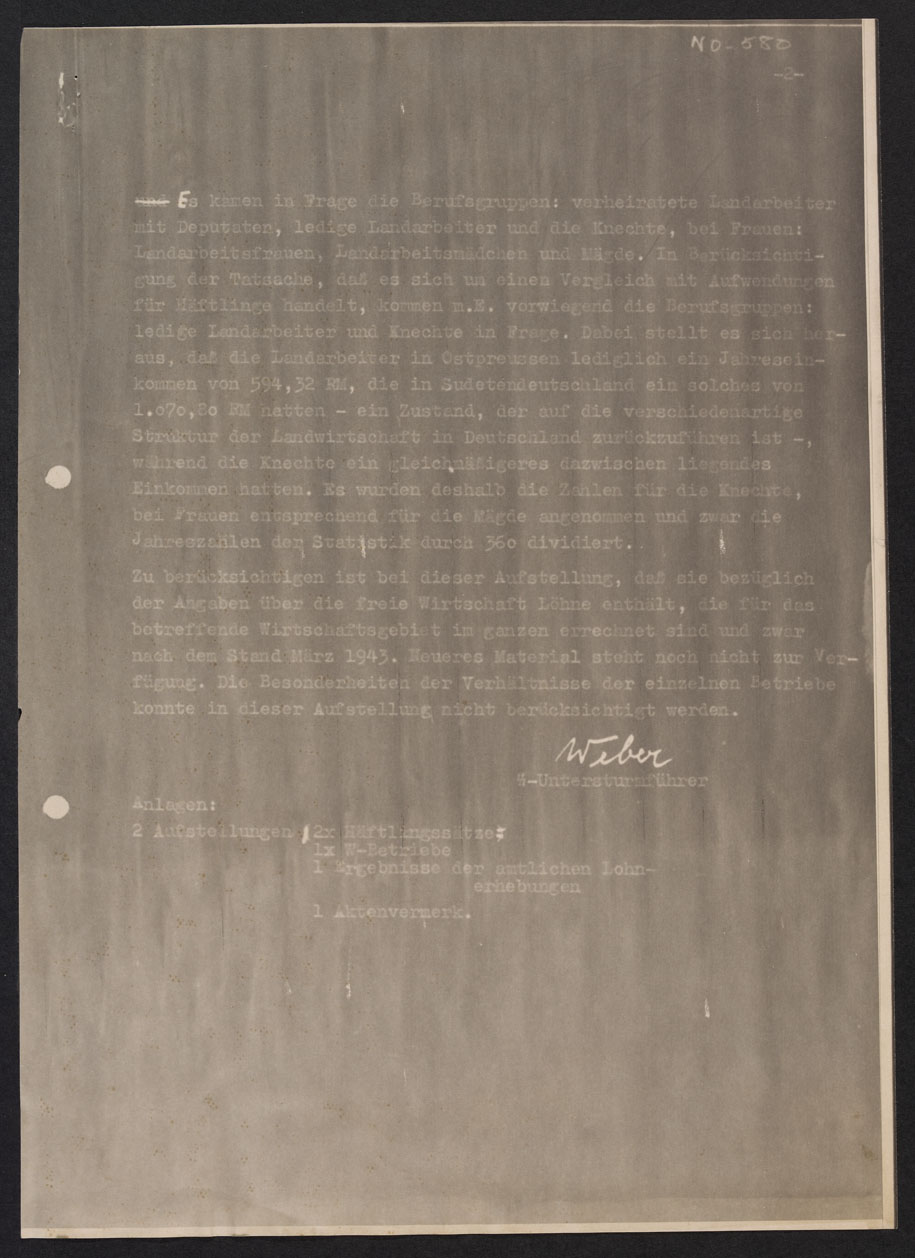 NO-580
-2-
und Es kämen in Frage die Berufsgruppen: verheiratete Landarbeiter
mit Deputaten, ledige Landarbeiter und die Knechte, bei Frauen:
Landarbeitsfrauen, Landarbeitsmädchen und Mägde. In Berücksichti-
gung der Tatsache, daß es sich um einen Vergleich mit Aufwendungen
für Häftlinge handelt, kommen m.E. vorwiegend die Berufsgruppen:
ledige Landarbeiter und Knechte in Frage. Dabei stellt es sich her-
aus, daß die Landarbeiter in Ostpreussen lediglich ein Jahresein-
kommen von 594,32 RM, die in Sudetendeutschland ein solches von
1.o7o,80 RM hatten - ein Zustand, der auf die verschiedenartige
Struktur der Landwirtschaft in Deutschland zurückzuführen ist -,
während die Knechte ein gleichmäßigeres dazwischen liegendes
Einkommen hatten. Es wurden deshalb die Zahlen für die Knechte,
bei Frauen entsprechend für die Mägde angenommen und zwar die
Jahreszahlen der Statistik durch 36o dividiert.
Zu berücksichtigen ist bei dieser Aufstellung, daß sie bezüglich
der Angaben über die freie Wirtschaft Löhne enthält, die für das
betreffende Wirtschaftsgebiet im ganzen errechnet sind und zwar
nach dem Stand März 1943. Neueres Material steht noch nicht zur Ver-
fügung. Die Besonderheiten der Verhältnisse der einzelnen Betriebe
konnte in dieser Aufstellung nicht berücksichtigt werden.
Weber
ᛋᛋ-Untersturmführer
Anlagen:
2 Aufstellungen, 2x Häftlingssätze;
1x W-Betriebe
1 Ergebnisse der amtlichen Lohn-
erhebungen
1 Aktenvermerk.